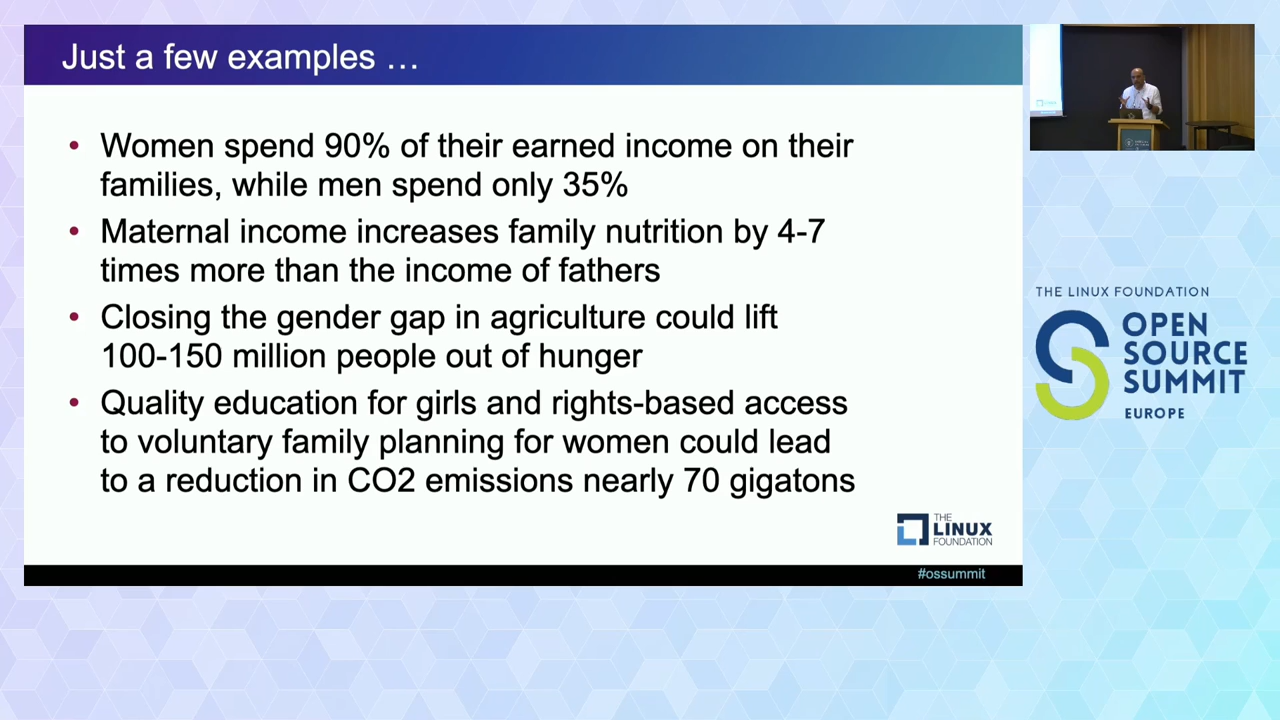 Just a few examples …
• Women spend 90% of their earned income on their
families, while men spend only 35%
• Maternal income increases family nutrition by 4-7
times more than the income of fathers
• Closing the gender gap in agriculture could lift
100-150 million people out of hunger
• Quality education for girls and rights-based access
to voluntary family planning for women could lead
to a reduction in CO2 emissions nearly 70 gigatons
THE
LINUX
FOUNDATION
#ossummit
THE LINUX FOUNDATION
OPEN
SOURCE
SUMMIT
EUROPE